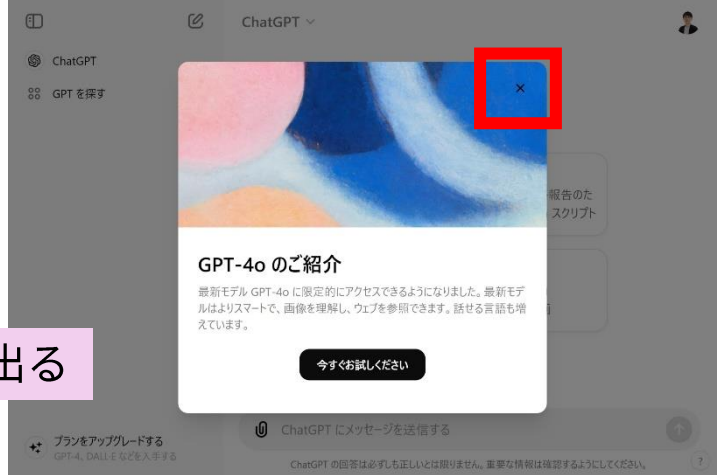 ChatGPT
ChatGPT
GPT を探す
報告のた
スクリプト
GPT-4o のご紹介
最新モデル GPT-4o に限定的にアクセスできるようになりました。最新モデ
ルはよりスマートで、画像を理解し、ウェブを参照できます。話せる言語も増
えています。
今すぐお試しください
出る
ChatGPT にメッセージを送信する
プランをアップグレードする
GPT-4、DALL·E などを入手する
ChatGPT の回答は必ずしも正しいとは限りません。重要な情報は確認するようにしてください。
?